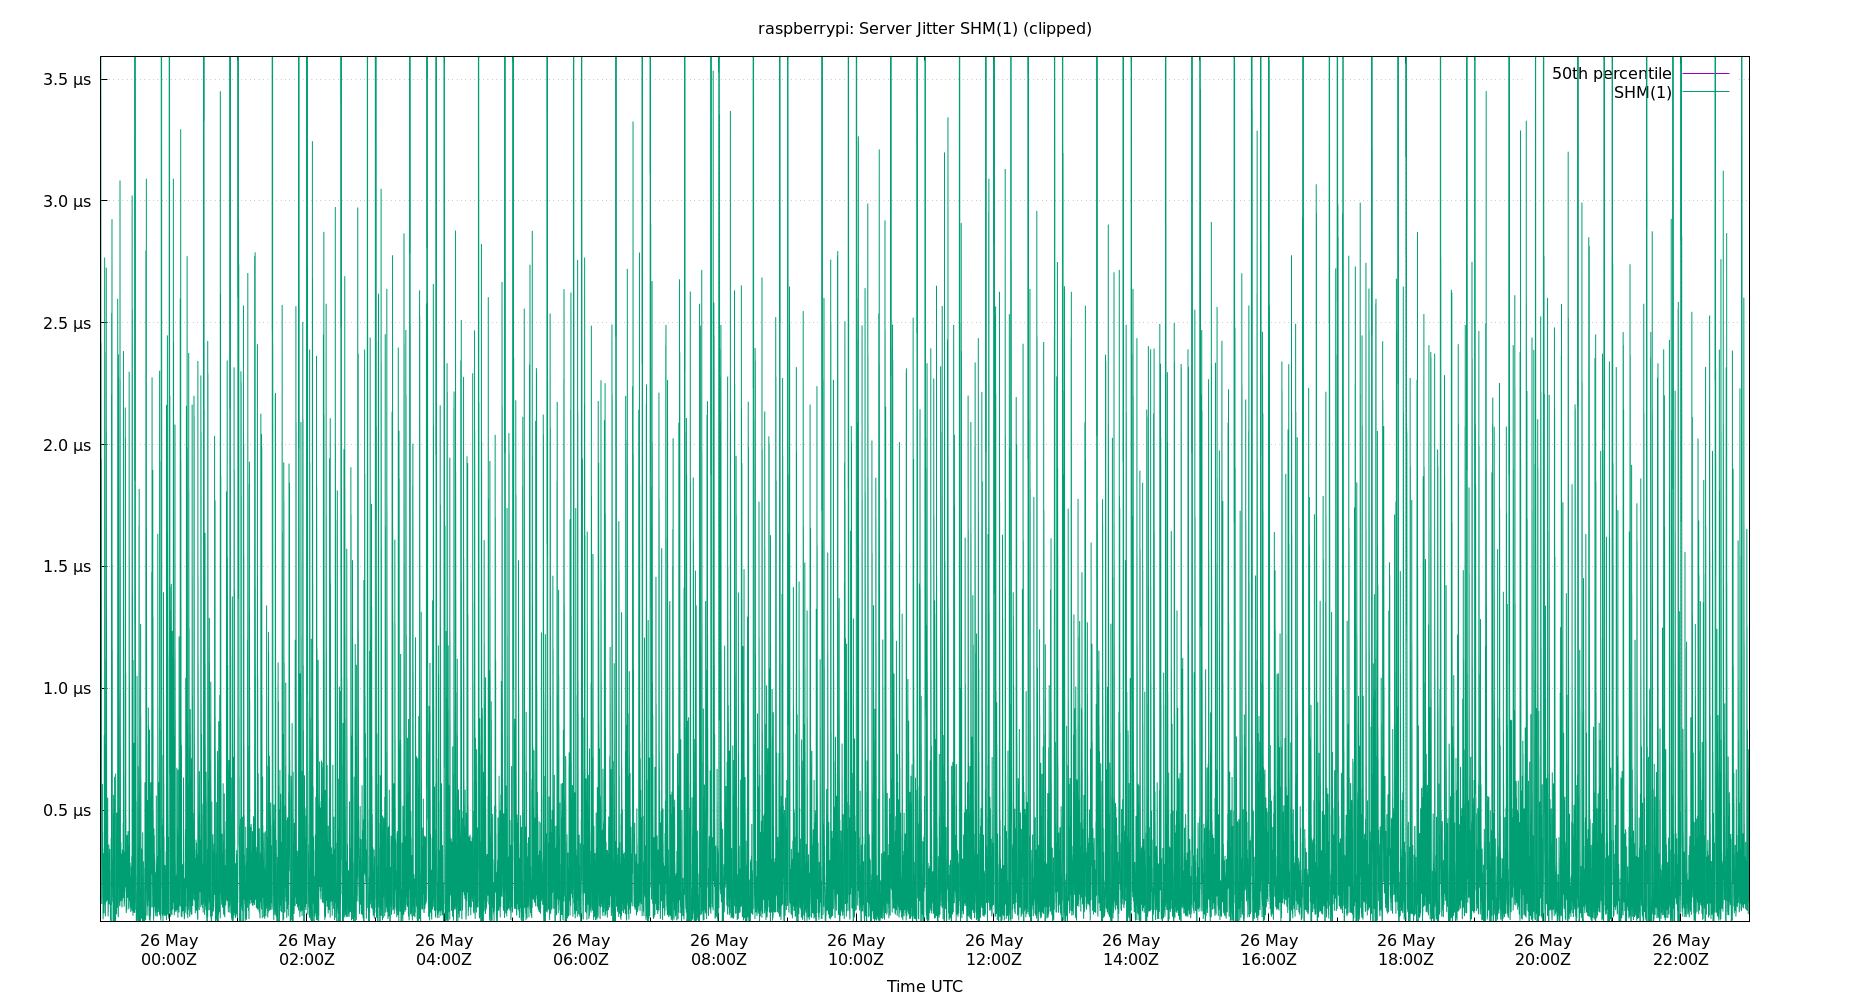 raspberrypi: Server Jitter SHM(1) (clipped)
50th percentile
SHM(1)
3.5 µs
3.0 µs
2.5 µs
2.0 µs
1.5 µs
1.0 µs
0.5 µs
26 May 26 May 26 May 26 May 26 May 26 May 26 May 26 May 26 May 26 May 26 May 26 May
00:00Z 02:00Z 04:00Z 06:00Z 08:00Z 10:00Z 12:00Z 14:00Z 16:00Z 18:00Z 20:00Z 22:00Z
Time UTC